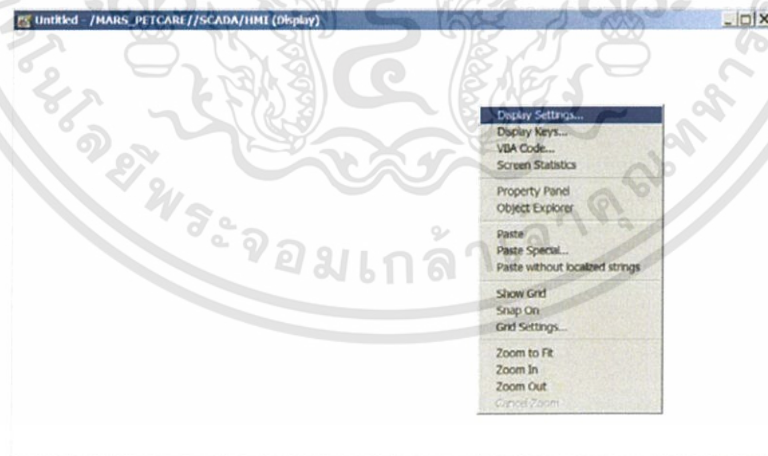 Untitled - /MARS_PETCARE//SCADA/HMI (Display)
Display Settings...
Display Keys...
VBA Code...
Screen Statistics
Property Panel
Object Explorer
Paste
Paste Special...
Paste without localized strings
Show Grid
Snap On
Grid Settings...
Zoom to Fit
Zoom In
Zoom Out
Cancel Zoom